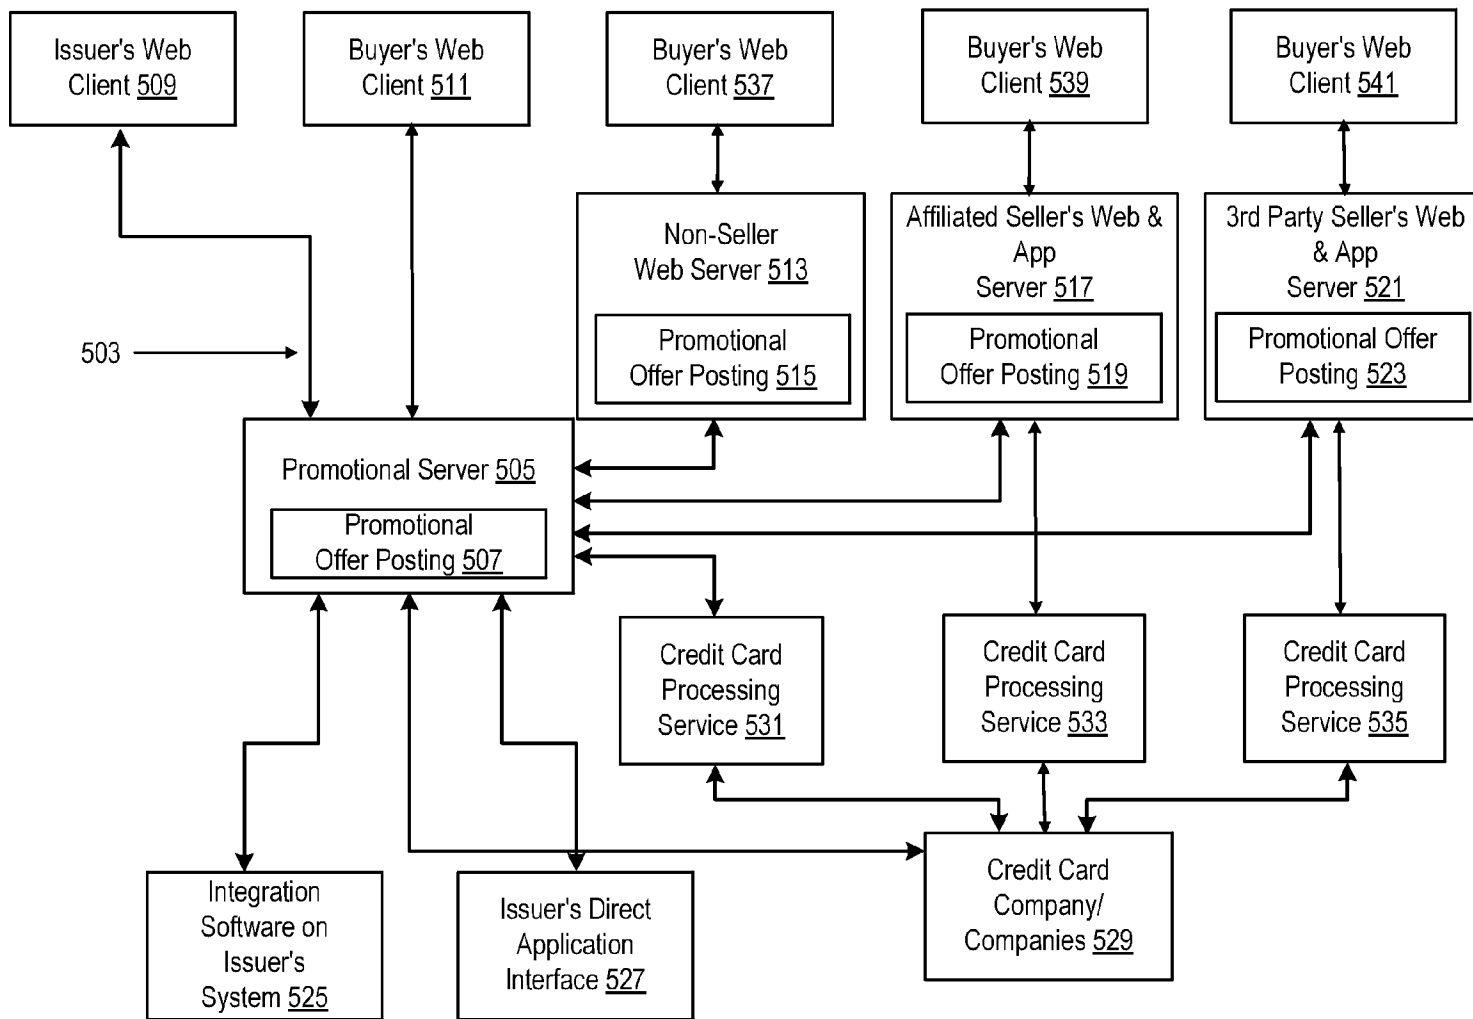 Issuer's Web
Client 509
Buyer's Web
Client 511
Buyer's Web
Client 537
Buyer's Web
Client 539
Buyer's Web
Client 541
Non-Seller
Web Server 513
Promotional
Offer Posting 515
Affiliated Seller's Web &
App
Server 517
Promotional
Offer Posting 519
3rd Party Seller's Web
& App
Server 521
Promotional Offer
Posting 523
503
Promotional Server 505
Promotional
Offer Posting 507
Credit Card
Processing
Service 531
Credit Card
Processing
Service 533
Credit Card
Processing
Service 535
Integration
Software on
Issuer's
System 525
Issuer's Direct
Application
Interface 527
Credit Card
Company/
Companies 529